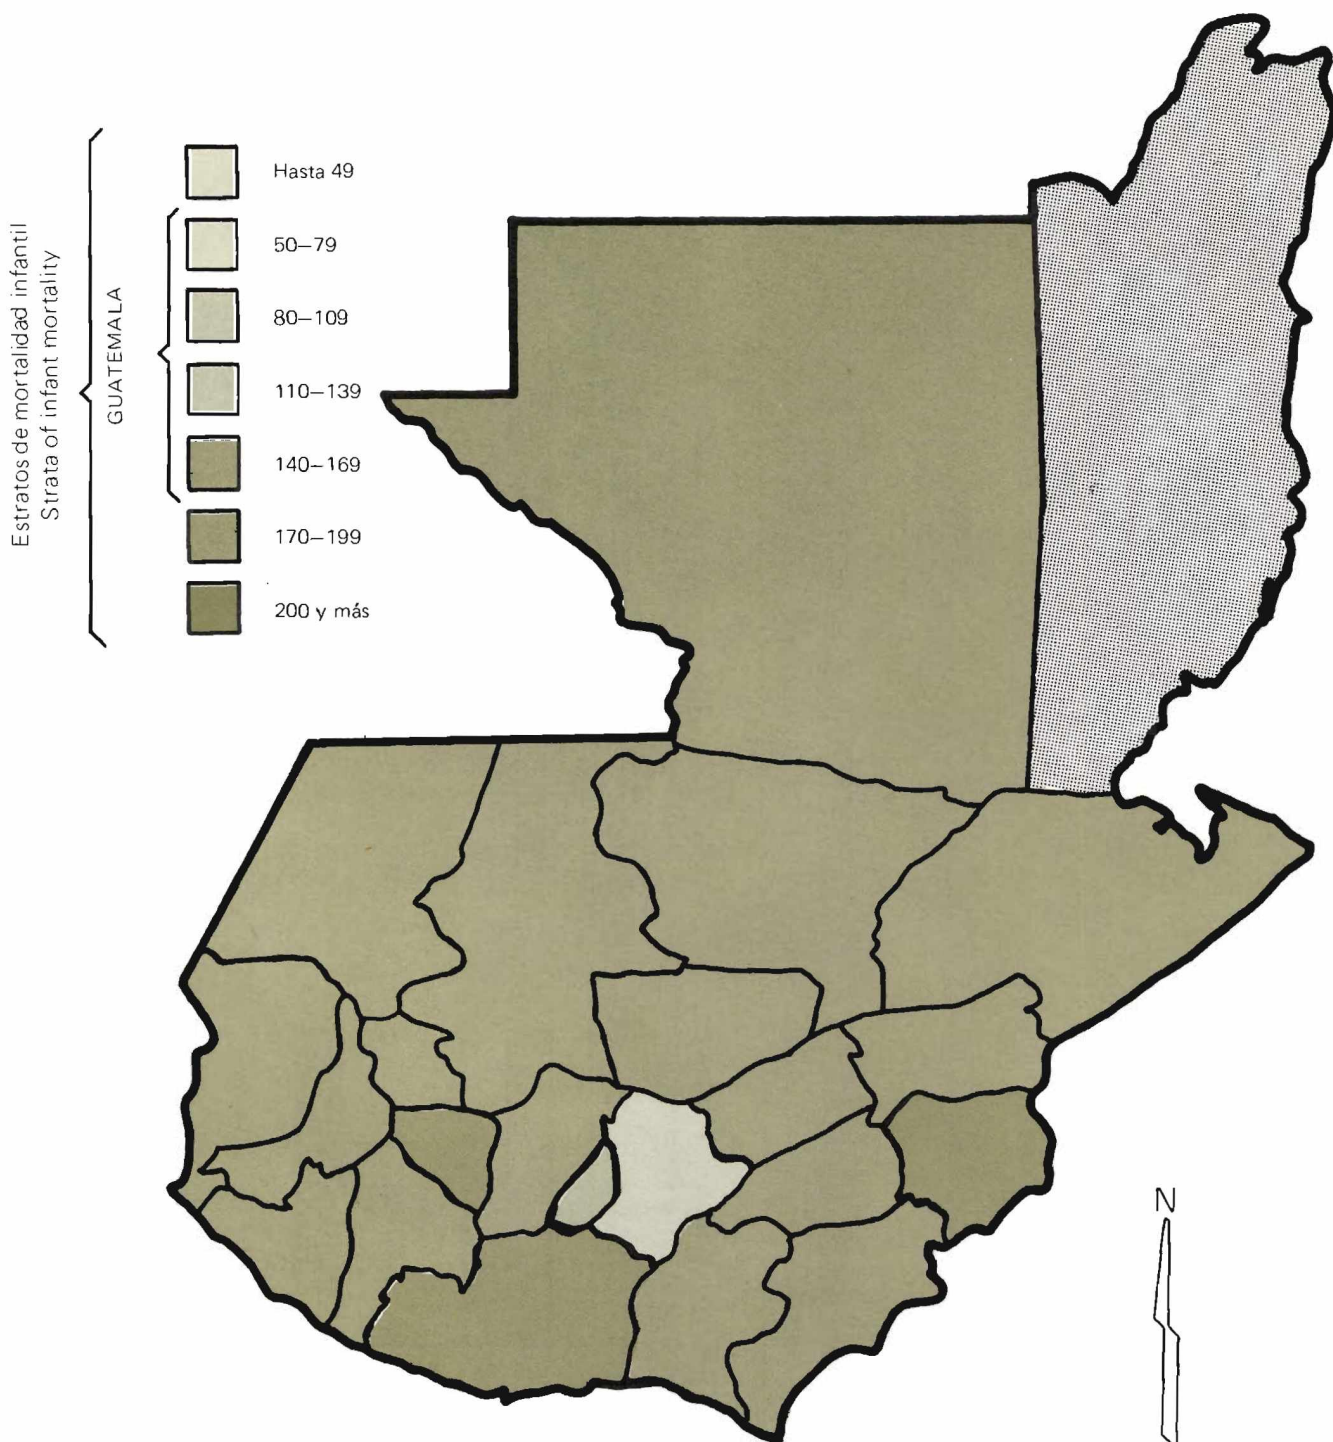 Estratos de mortalidad infantil
Strata of infant mortality
GUATEMALA
Hasta 49
50–79
80–109
110–139
140–169
170–199
200 y más
N